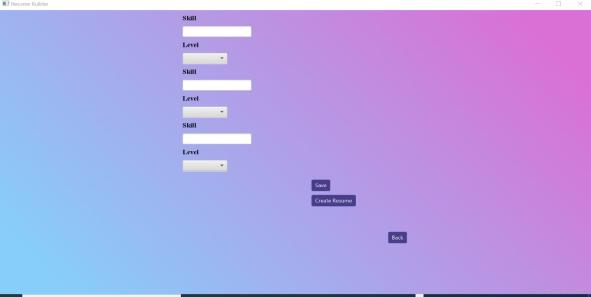 Resume Builder
Skill
Level
Skill
Level
Skill
Level
Save
Create Resume
Back